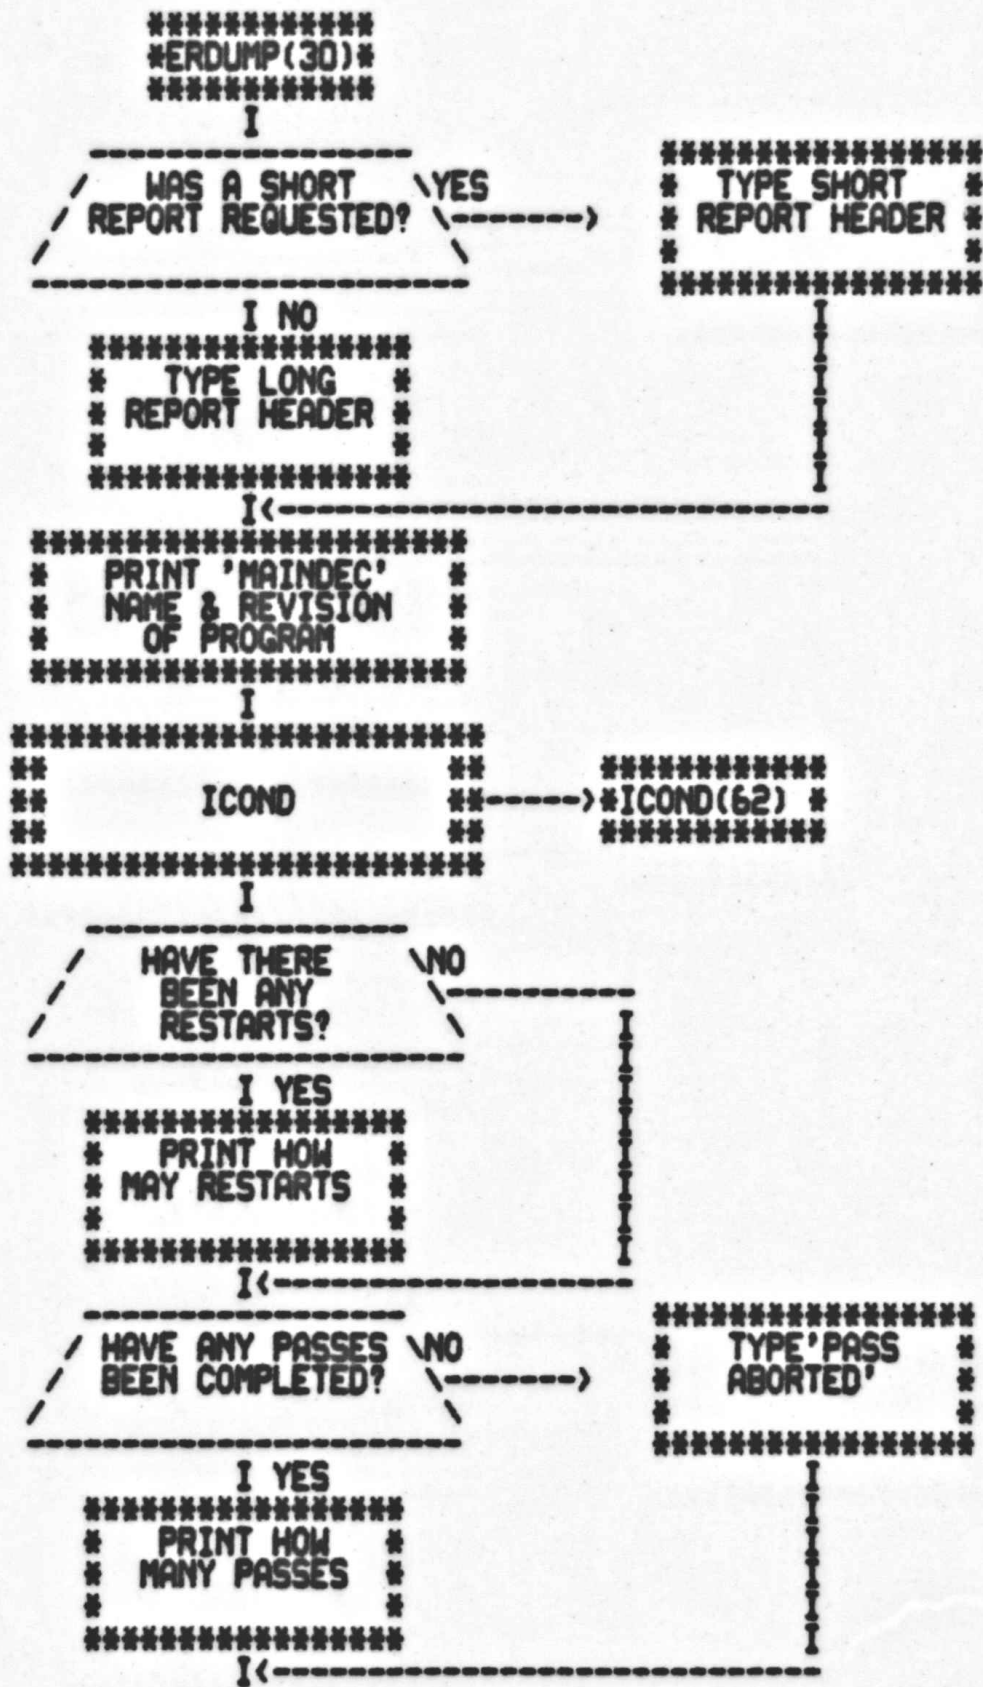 *ERDUMP(30)*
WAS A SHORT
REPORT REQUESTED?
YES
TYPE SHORT
REPORT HEADER
I NO
TYPE LONG
REPORT HEADER
PRINT 'MAINDEC'
NAME & REVISION
OF PROGRAM
ICOND
*ICOND(62) *
HAVE THERE
BEEN ANY
RESTARTS?
NO
I YES
PRINT HOW
MAY RESTARTS
HAVE ANY PASSES
BEEN COMPLETED?
NO
TYPE'PASS
ABORTED'
I YES
PRINT HOW
MANY PASSES